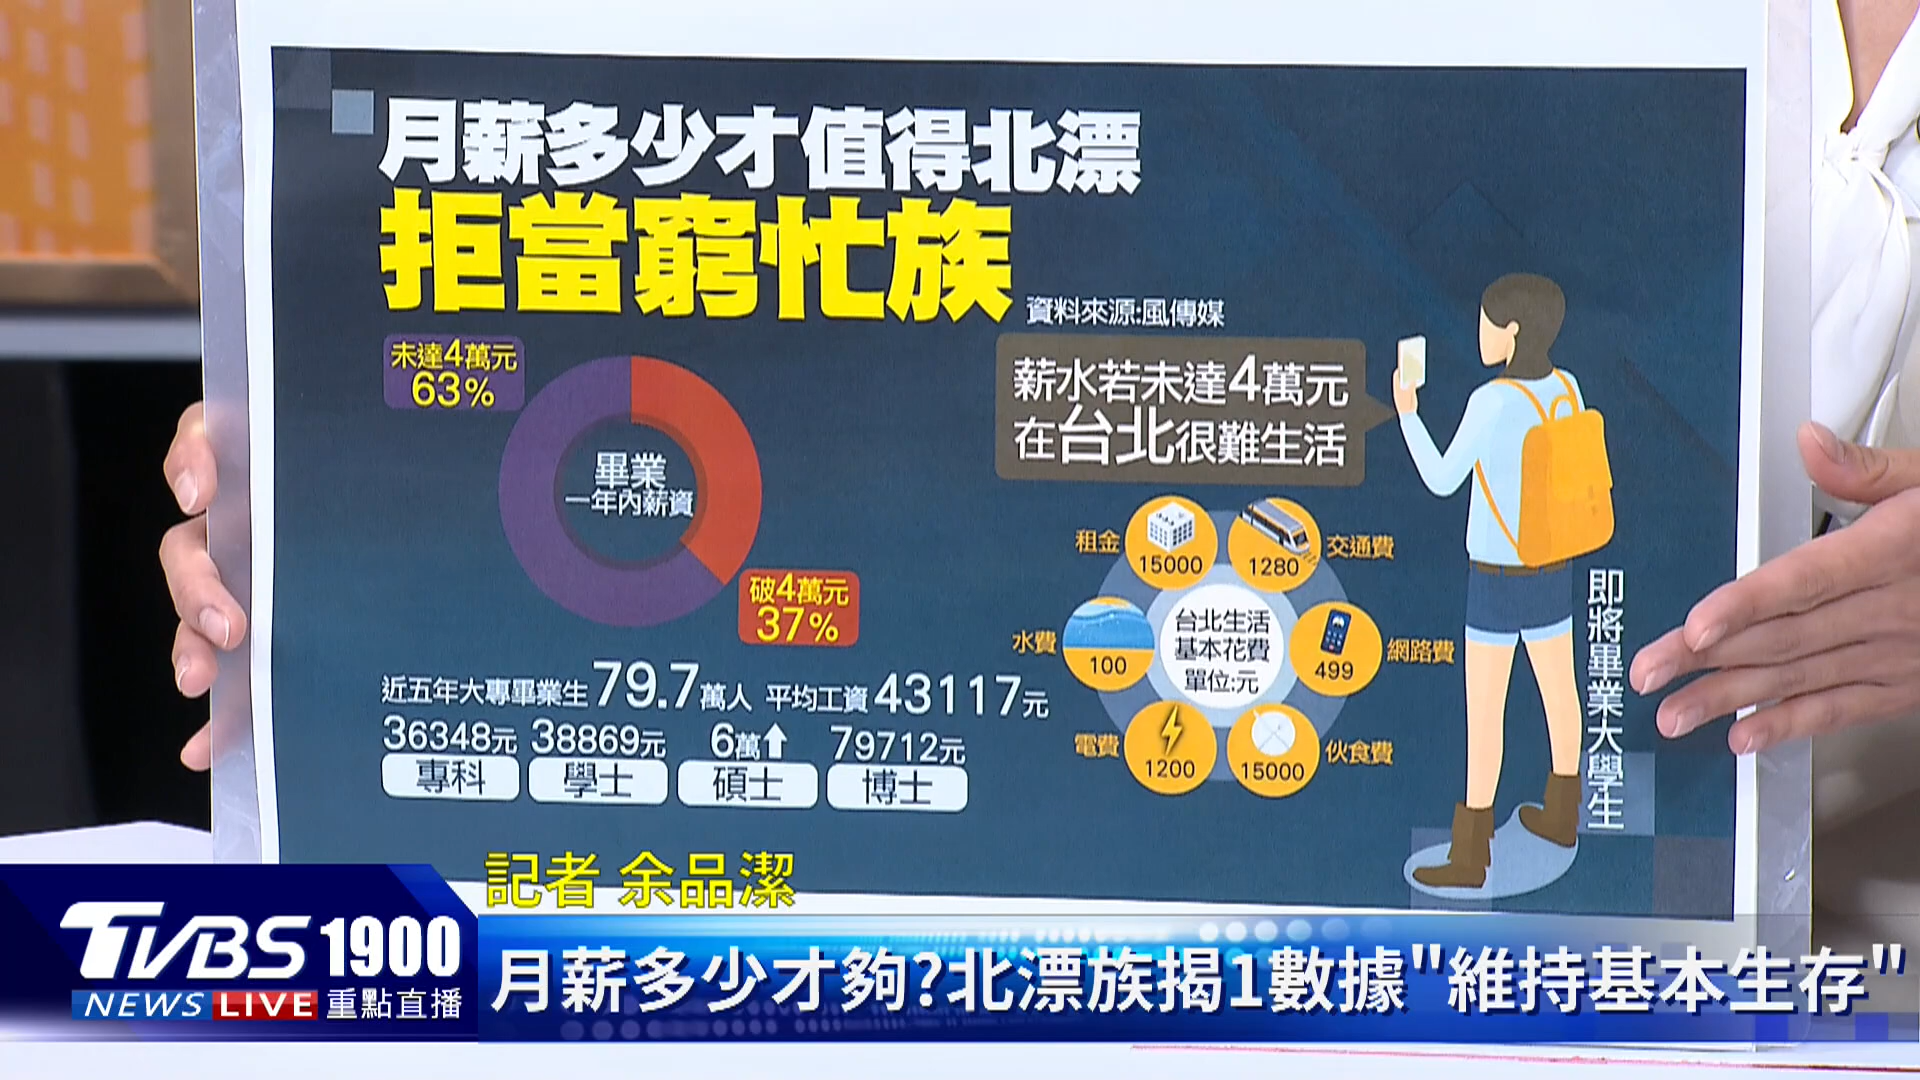 月薪多少才值得北漂
拒當窮忙族
資料來源:風傳媒
未達4萬元
63%
畢業
一年內薪資
破4萬元
37%
近五年大專畢業生79.7萬人 平均工資43117元
36348元 38869元 6萬↑ 79712元
專科 學士 碩士 博士
薪水若未達4萬元
在台北很難生活
租金
15000
交通費
1280
水費
100
台北生活
基本花費
單位:元
網路費
499
電費
1200
伙食費
15000
即將畢業大學生
記者 余品潔
TVBS 1900
NEWS LIVE 重點直播
月薪多少才夠?北漂族揭1數據"維持基本生存"